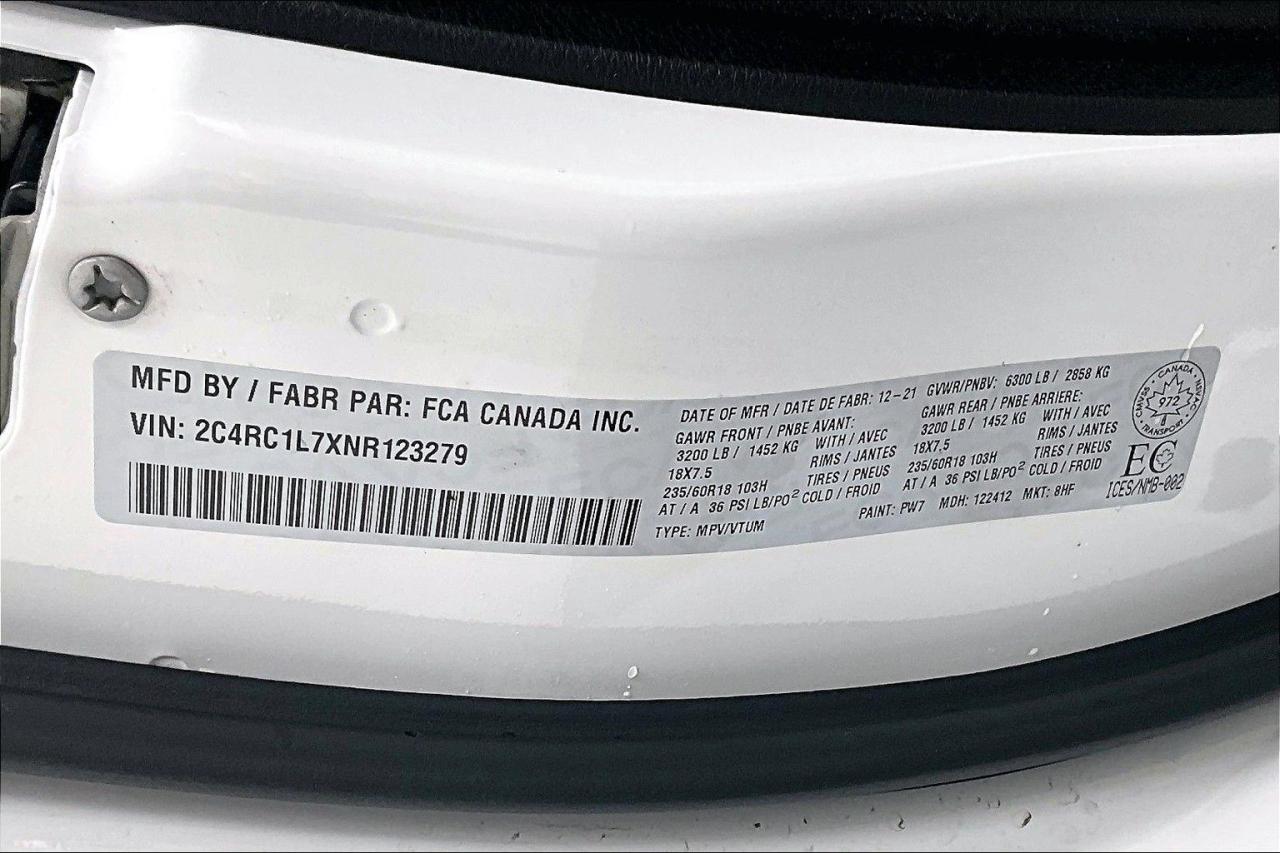 MFD BY / FABR PAR: FCA CANADA INC.
VIN: 2C4RC1L7XNR123279
DATE OF MFR / DATE DE FABR: 12-21 GVWR/PNBV: 6300 LB / 2858 KG
GAWR FRONT / PNBE AVANT:
3200 LB / 1452 KG WITH / AVEC
18X7.5 RIMS / JANTES
235/60R18 103H TIRES / PNEUS
AT / A 36 PSI LB/PO² COLD / FROID
TYPE: MPV/VTUM
GAWR REAR / PNBE ARRIERE:
3200 LB / 1452 KG WITH / AVEC
18X7.5 RIMS / JANTES
235/60R18 103H TIRES / PNEUS
AT / A 36 PSI LB/PO² COLD / FROID
PAINT: PW7 MDH: 122412 MKT: 8HF
CANADA
972
TRANSPORT
EC
ICES/NMB-002